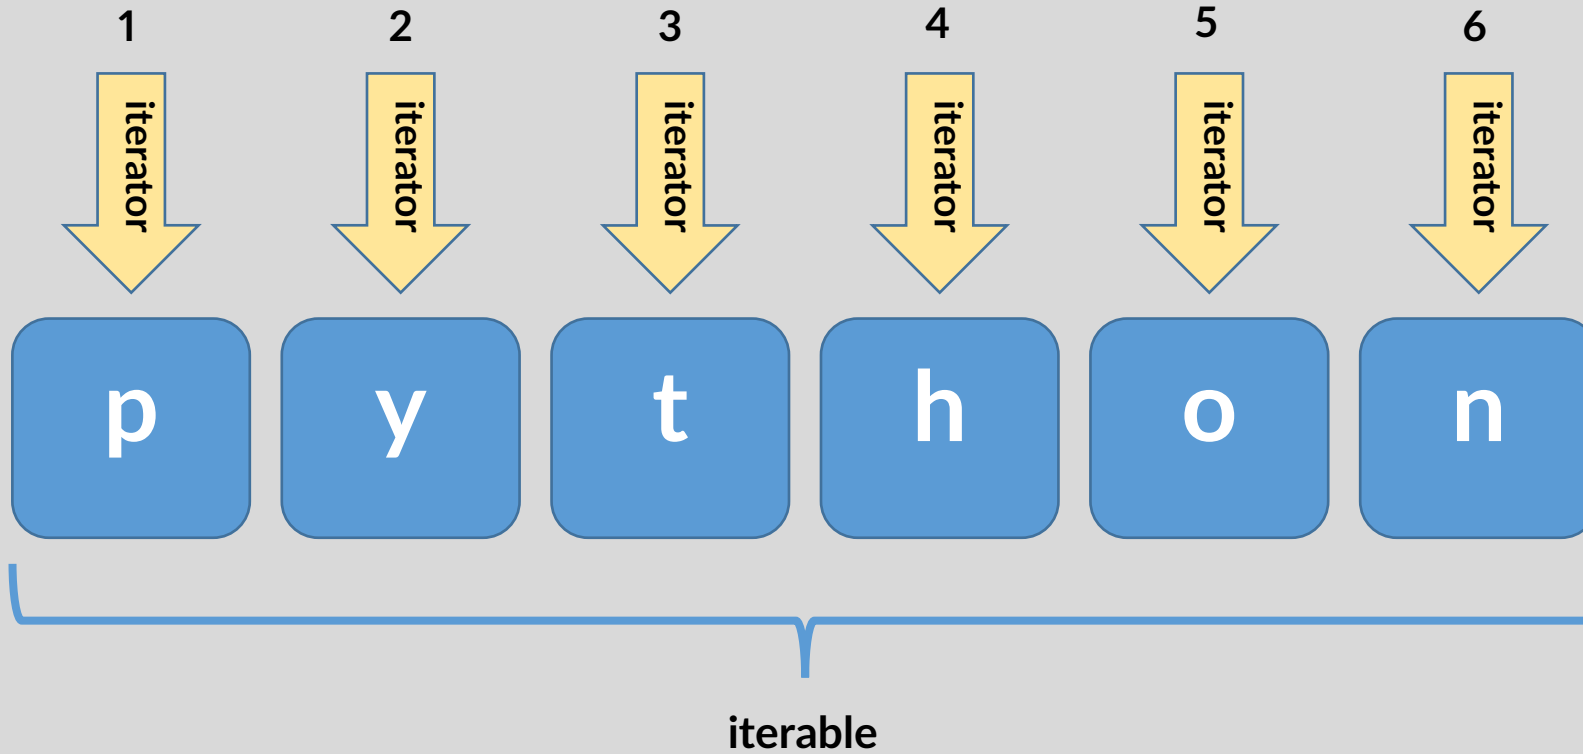 1 2 3 4 5 6
iterator iterator iterator iterator iterator iterator
p y t h o n
iterable